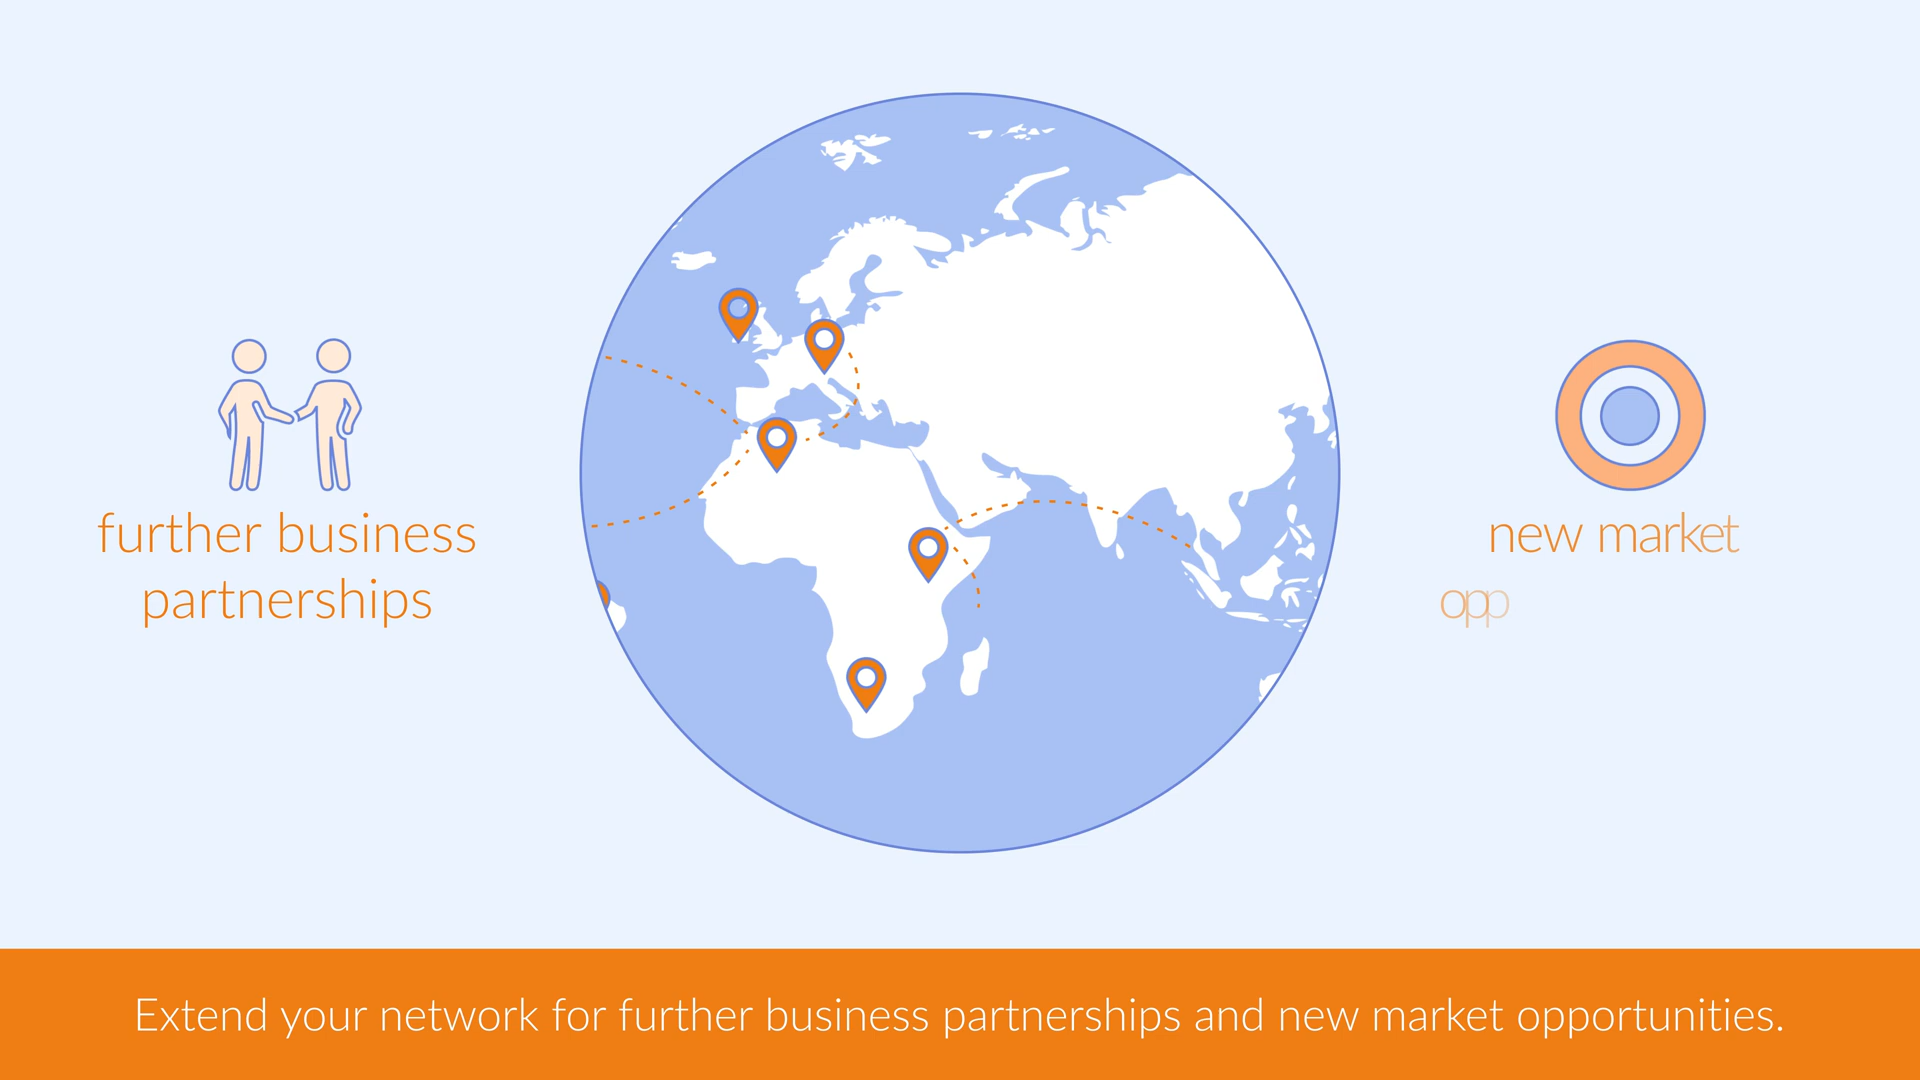 further business
partnerships
new market
opp
Extend your network for further business partnerships and new market opportunities.